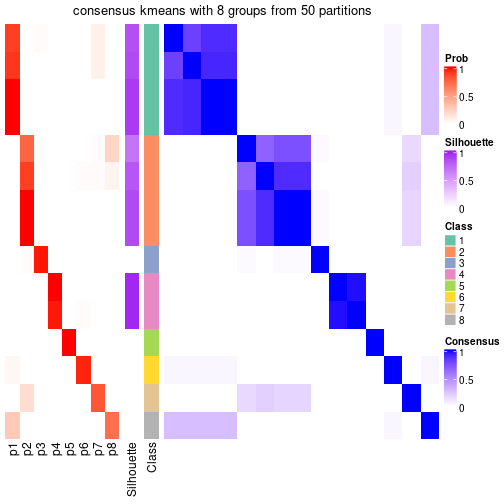 consensus kmeans with 8 groups from 50 partitions
Prob
1
0.5
0
Silhouette
1
0.5
0
Class
1
2
3
4
5
6
7
8
Consensus
1
0.5
0
p1
p2
p3
p4
p5
p6
p7
p8
Silhouette
Class